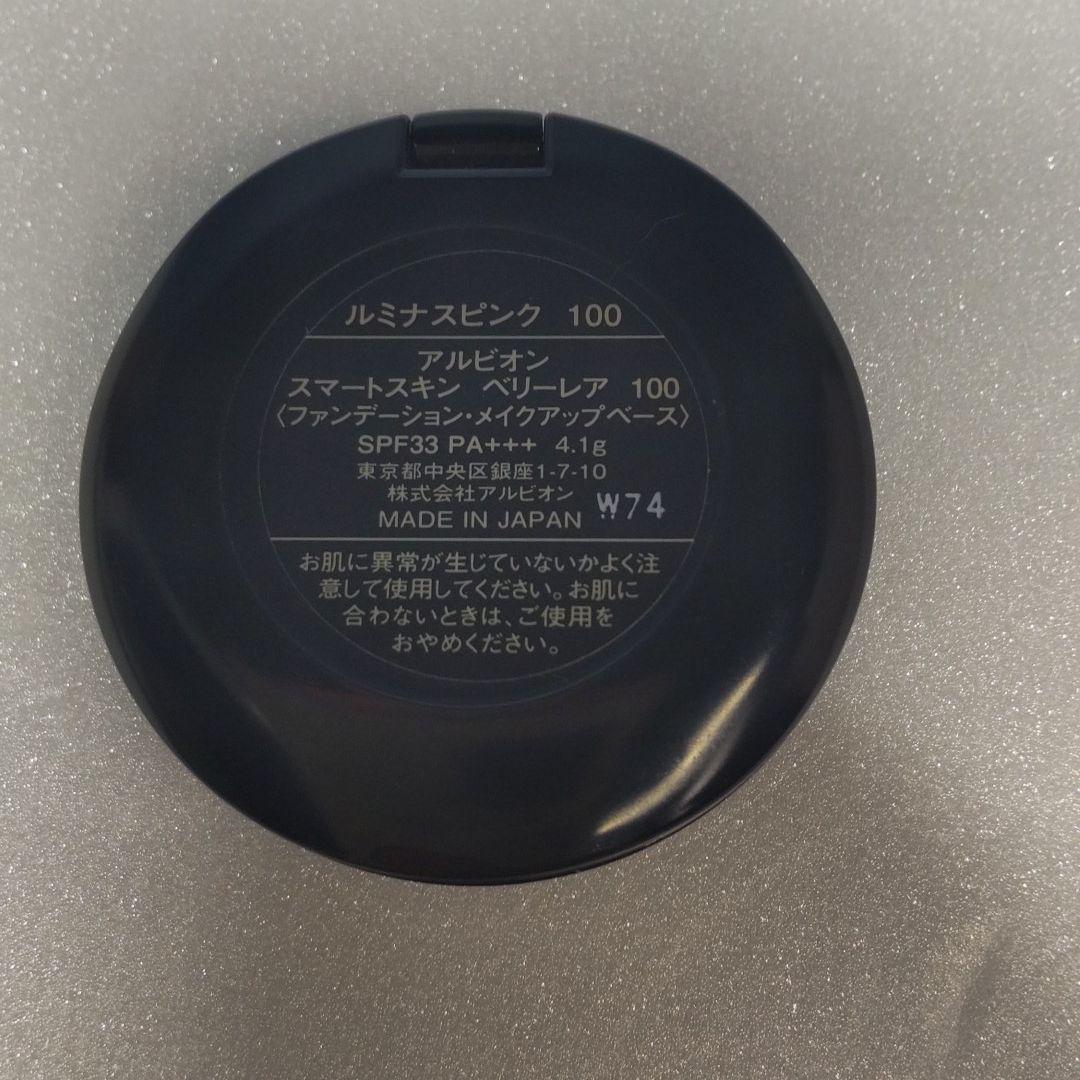 ルミナスピンク 100
アルビオン
スマートスキン ベリーレア 100
〈ファンデーション・メイクアップベース〉
SPF33 PA+++ 4.1g
東京都中央区銀座1-7-10
株式会社アルビオン
MADE IN JAPAN W74
お肌に異常が生じていないかよく注
意して使用してください。お肌に
合わないときは、ご使用を
おやめください。